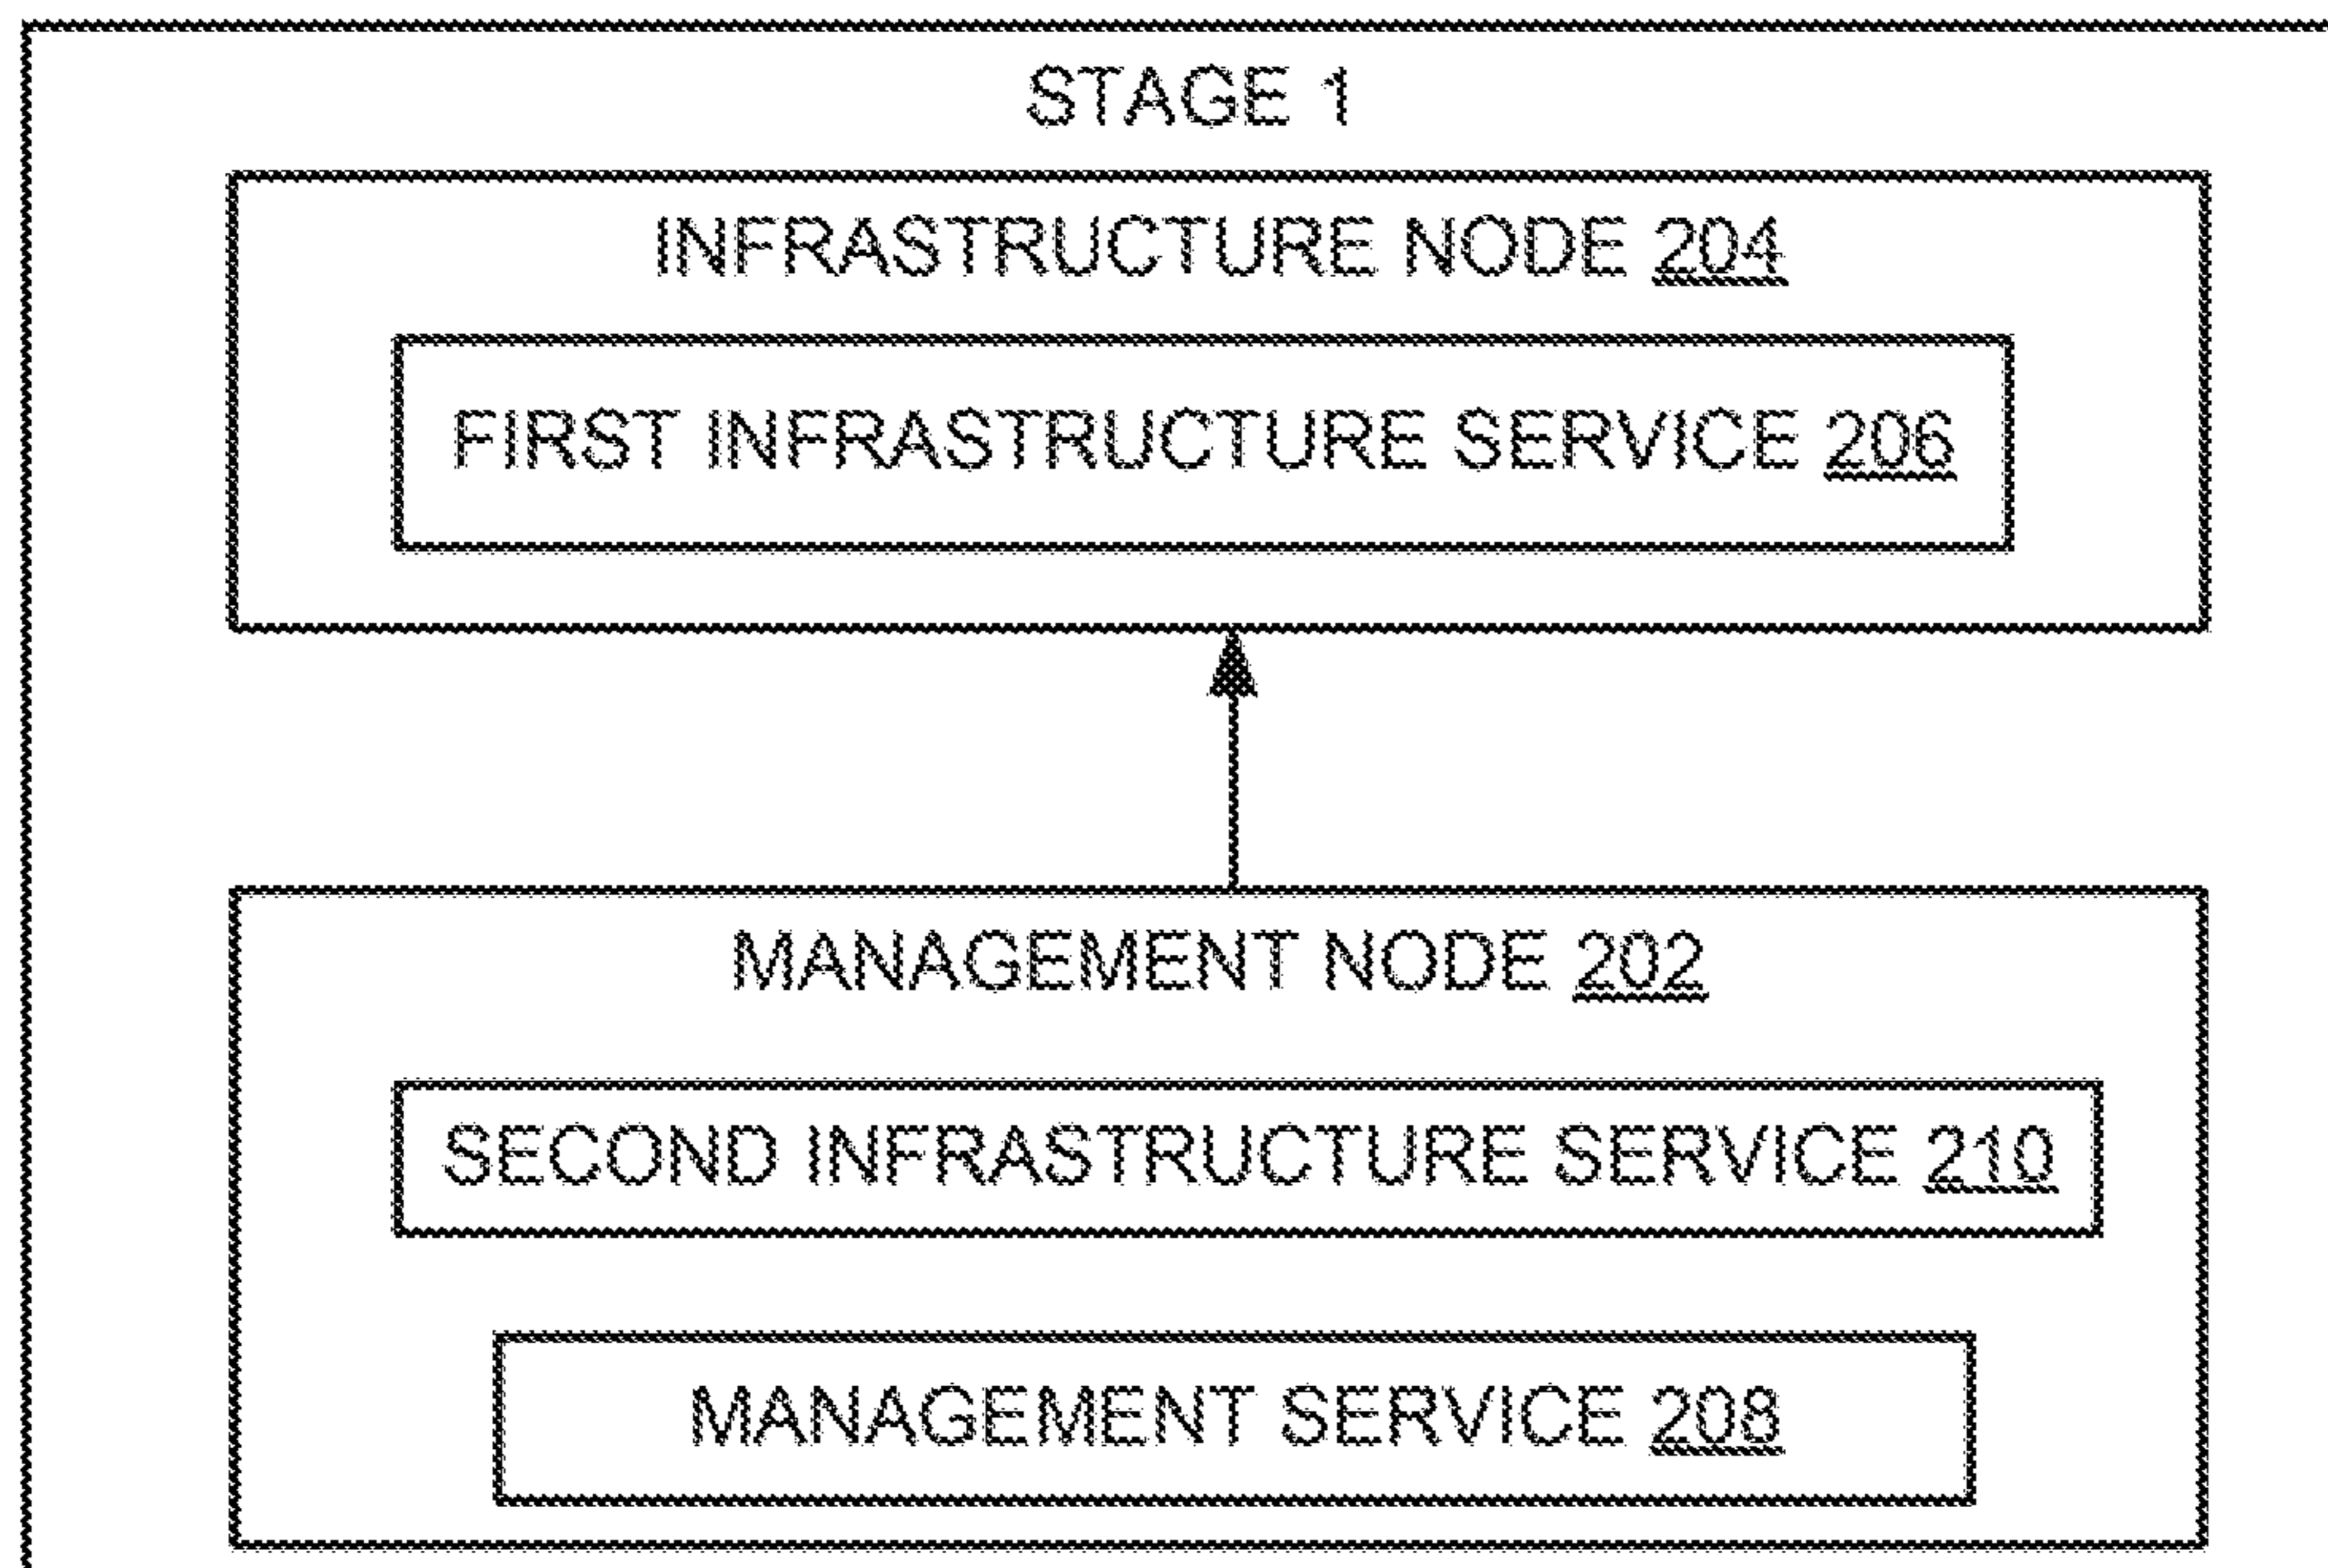 STAGE 1
INFRASTRUCTURE NODE 204
FIRST INFRASTRUCTURE SERVICE 206
MANAGEMENT NODE 202
SECOND INFRASTRUCTURE SERVICE 210
MANAGEMENT SERVICE 208